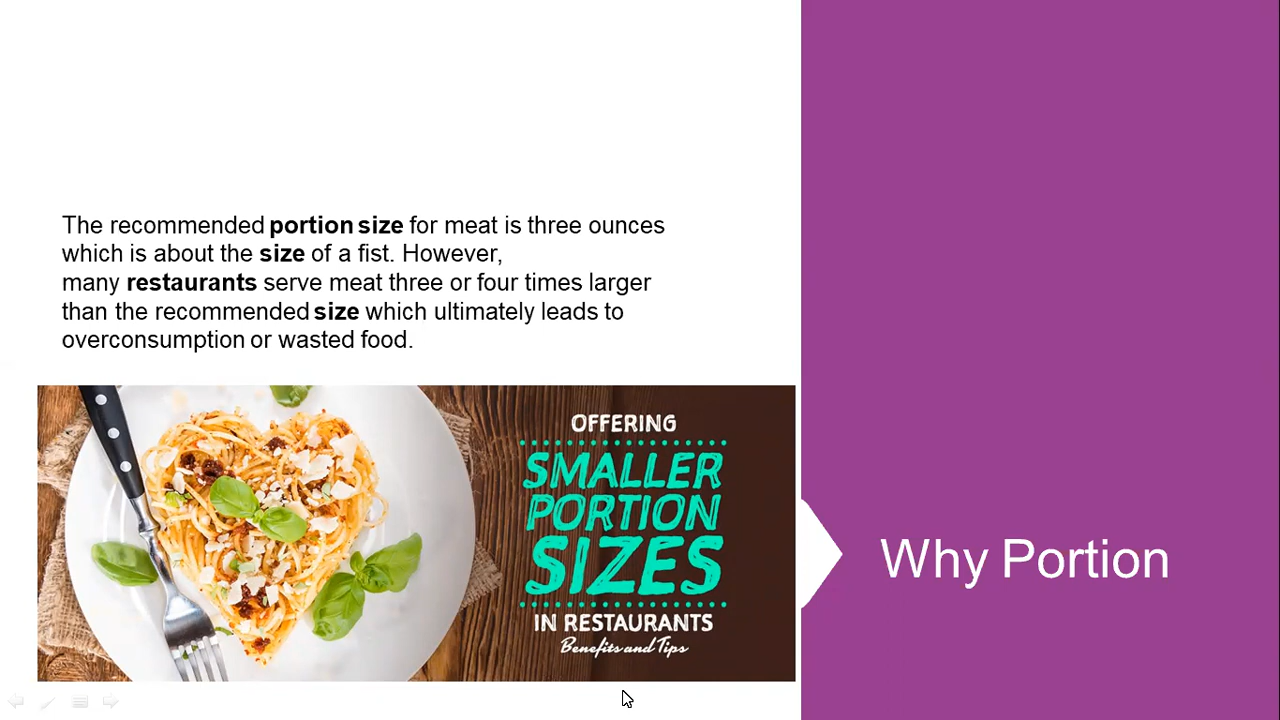 The recommended portion size for meat is three ounces
which is about the size of a fist. However,
many restaurants serve meat three or four times larger
than the recommended size which ultimately leads to
overconsumption or wasted food.
OFFERING
SMALLER
PORTION
SIZES
IN RESTAURANTS
Benefits and Tips
Why Portion